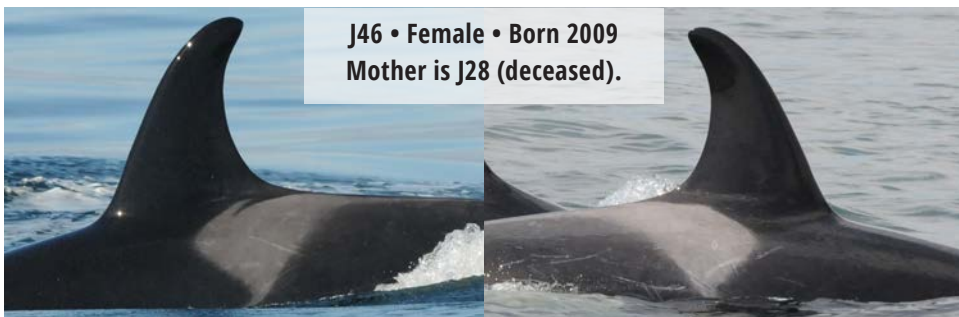 J46 • Female • Born 2009
Mother is J28 (deceased).